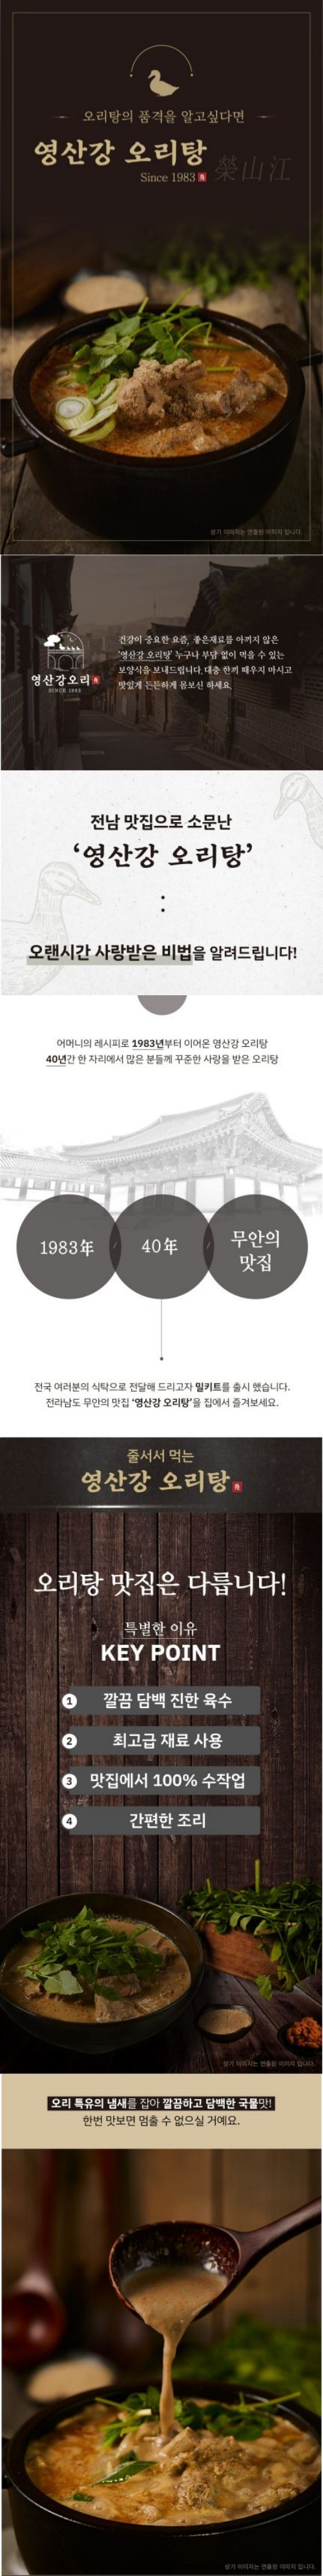 오리탕의 품격을 알고싶다면
영산강 오리탕
榮山江
Since 1983
상기 이미지는 연출된 이미지 입니다.
건강이 중요한 요즘, 좋은재료를 아끼지 않은
'영산강 오리탕' 누구나 부담 없이 먹을 수 있는
보양식을 보내드립니다. 대충 한끼 때우지 마시고
맛있게 든든하게 몸보신 하세요.
영산강오리
SINCE 1983
전남 맛집으로 소문난
‘영산강 오리탕’
오랜시간 사랑받은 비법을 알려드립니다!
어머니의 레시피로 1983년부터 이어온 영산강 오리탕
40년간 한 자리에서 많은 분들께 꾸준한 사랑을 받은 오리탕
1983年 / 40年 / 무안의
맛집
전국 여러분의 식탁으로 전달해 드리고자 밀키트를 출시 했습니다.
전라남도 무안의 맛집 '영산강 오리탕'을 집에서 즐겨보세요.
줄서서 먹는
영산강 오리탕
오리탕 맛집은 다릅니다!
특별한 이유
KEY POINT
1 깔끔 담백 진한 육수
2 최고급 재료 사용
3 맛집에서 100% 수작업
4 간편한 조리
상기 이미지는 연출된 이미지 입니다.
오리 특유의 냄새를 잡아 깔끔하고 담백한 국물맛!
한번 맛보면 멈출 수 없으실 거예요.
상기 이미지는 연출된 이미지 입니다.